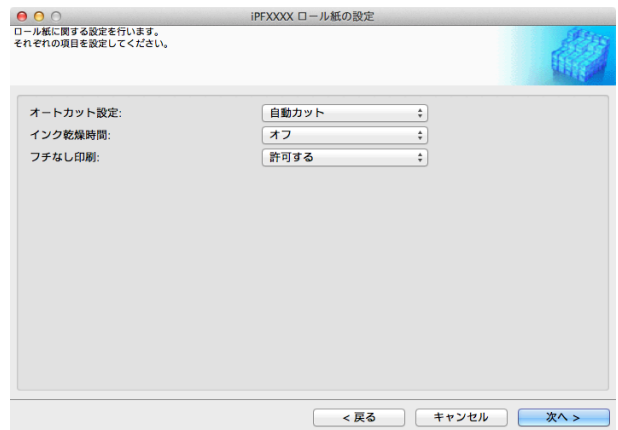 iPFXXXX ロール紙の設定
ロール紙に関する設定を行います。
それぞれの項目を設定してください。
オートカット設定: 自動カット
インク乾燥時間: オフ
フチなし印刷: 許可する
< 戻る キャンセル 次へ >